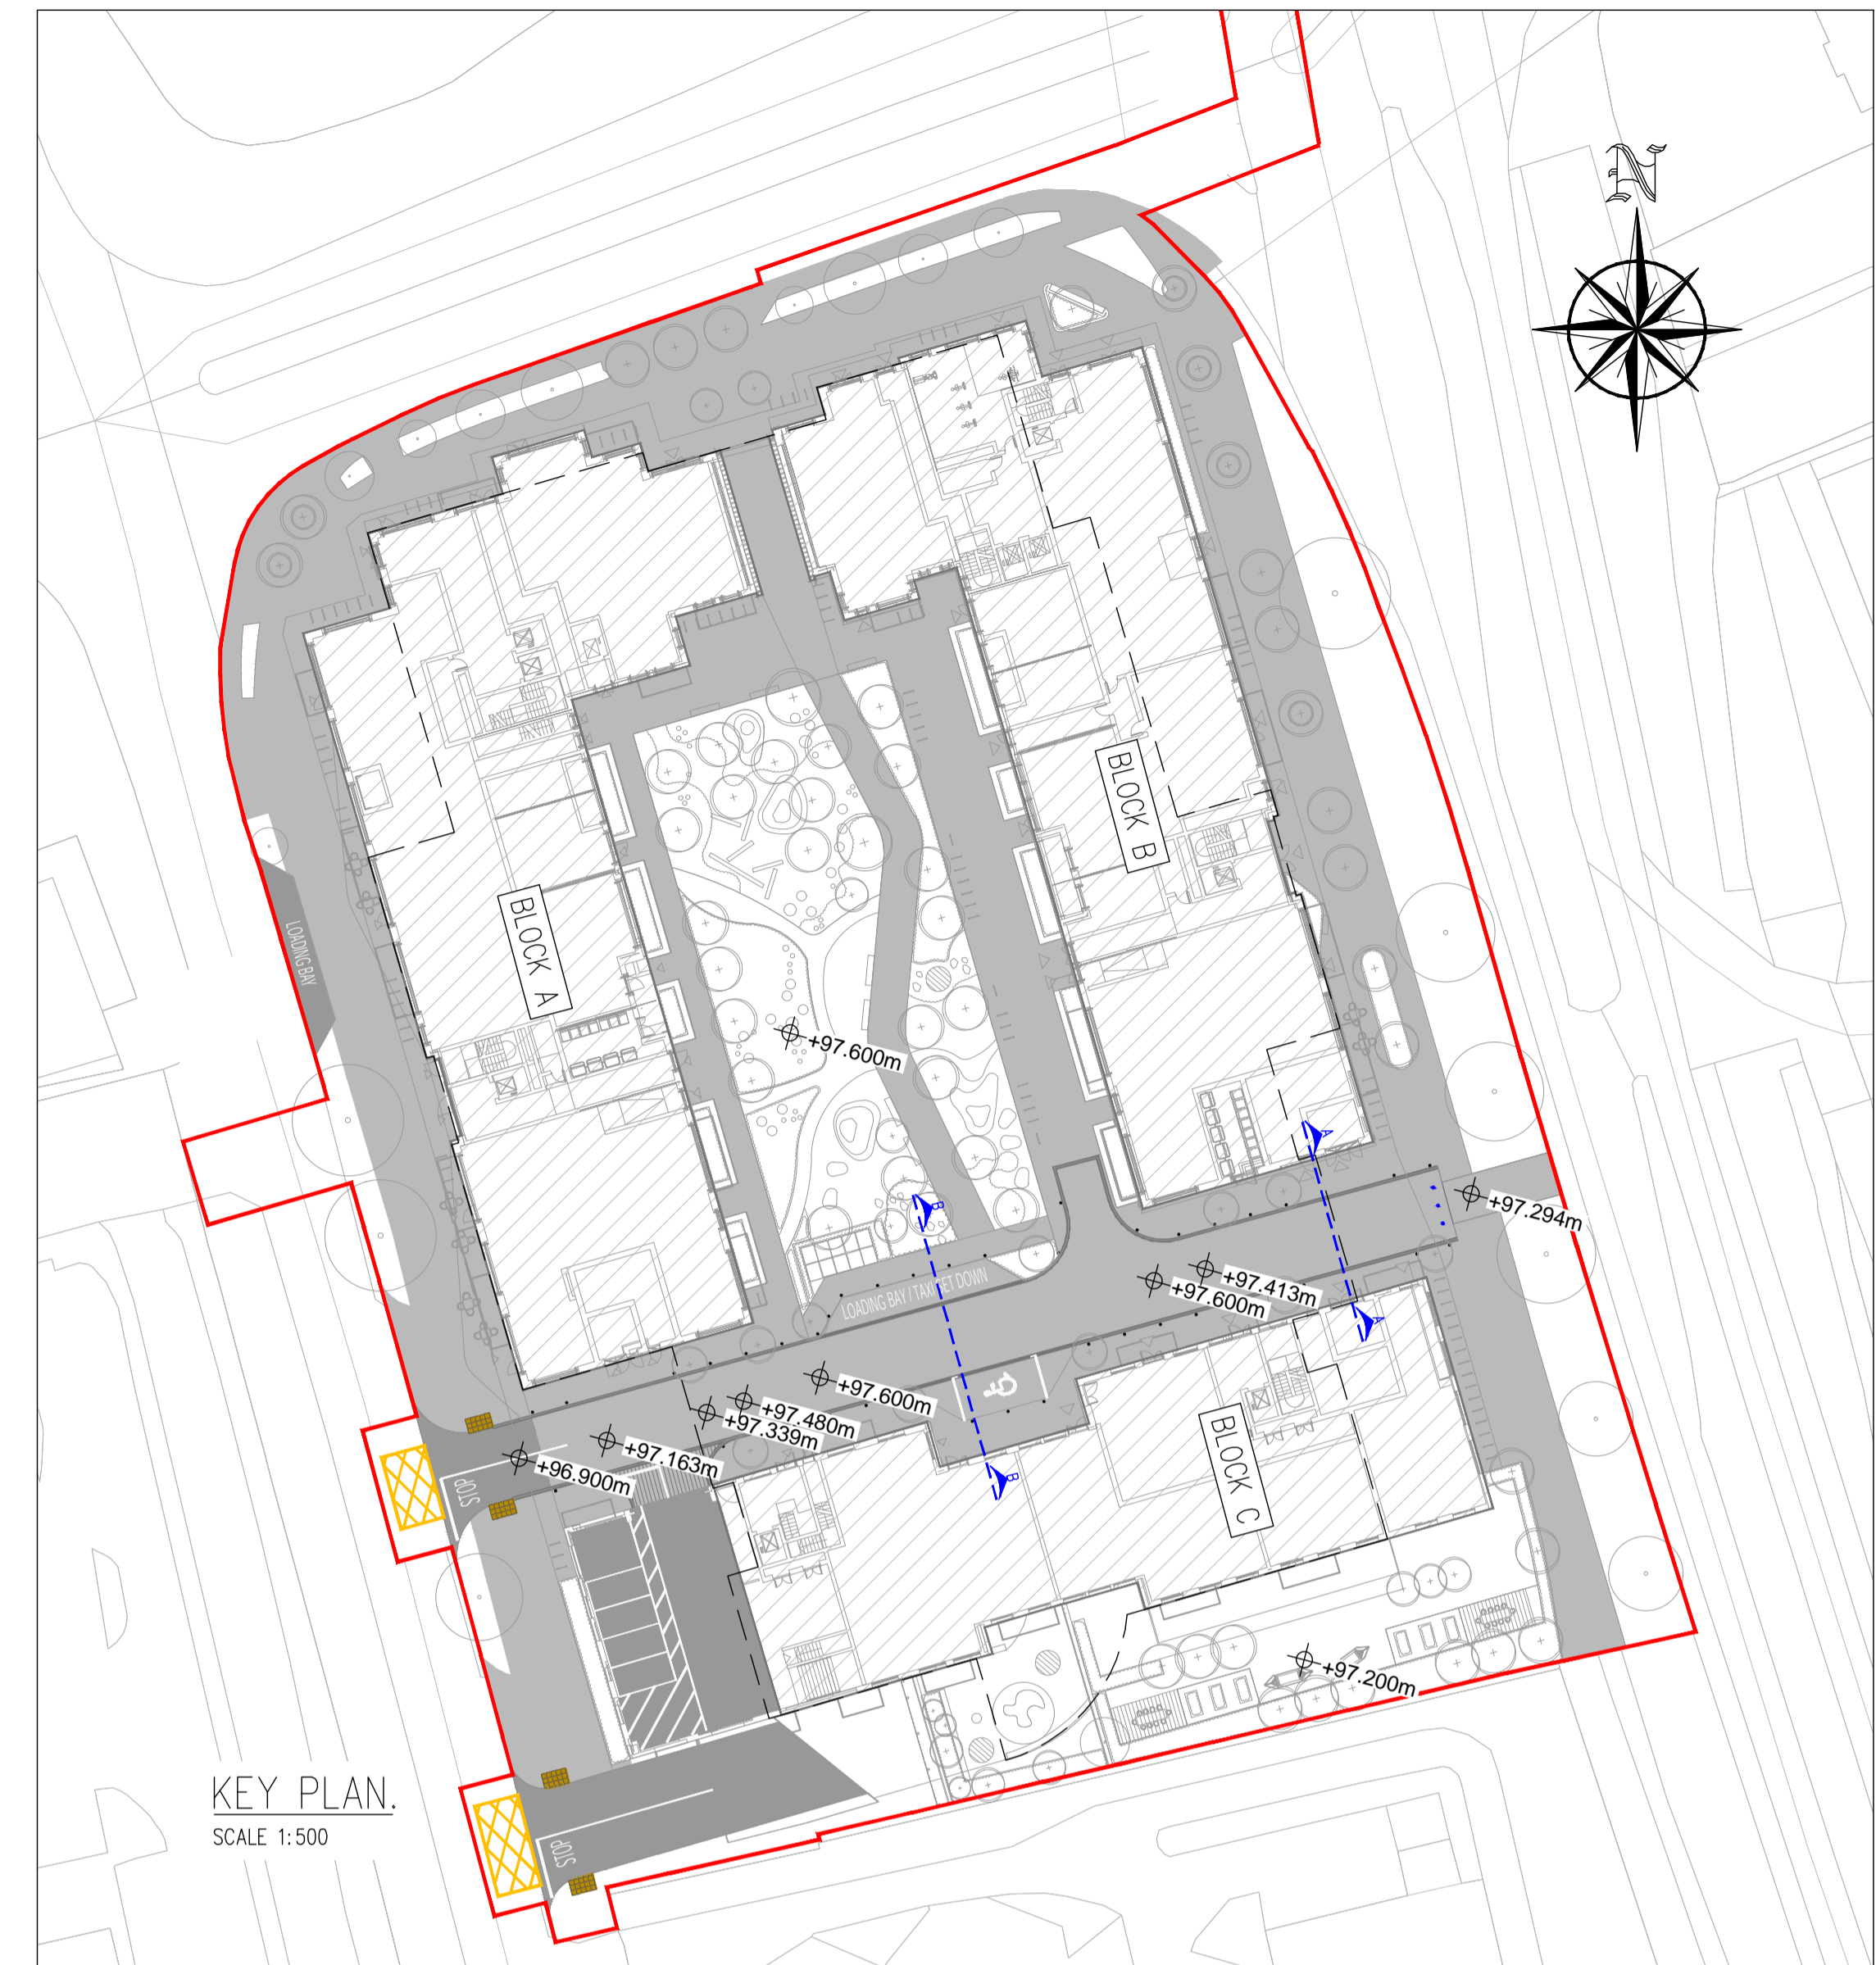 N
LOADING BAY
BLOCK A
BLOCK B
+97.600m
A
B
+97.294m
+97.413m
+97.600m
LOADING BAY / TAXI SET DOWN
A
+97.600m
+97.480m
+97.339m
+97.163m
+96.900m
STOP
B
BLOCK C
+97.200m
KEY PLAN.
SCALE 1:500
STOP